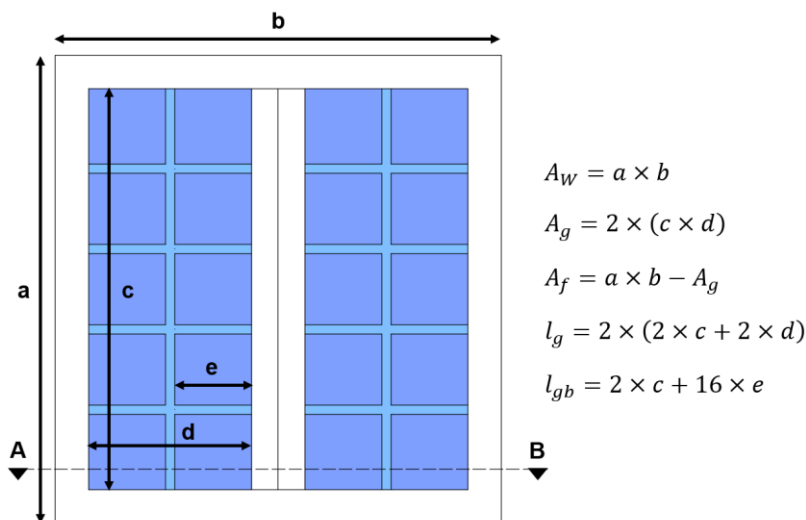 b
a
c
e
d
A
B
A_W = a × b
A_g = 2 × (c × d)
A_f = a × b − A_g
l_g = 2 × (2 × c + 2 × d)
l_gb = 2 × c + 16 × e